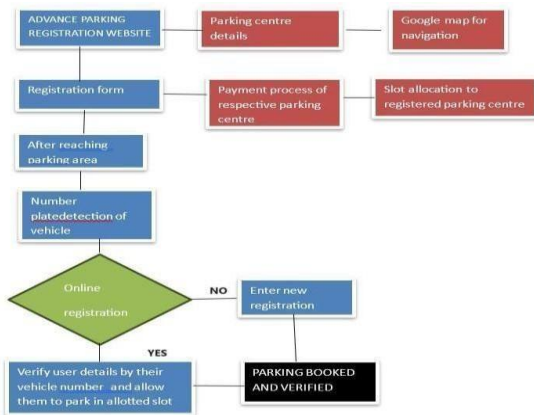 ADVANCE PARKING
REGISTRATION WEBSITE
Parking centre
details
Google map for
navigation
Registration form
Payment process of
respective parking
centre
Slot allocation to
registered parking centre
After reaching
parking area
Number
platedetection of
vehicle
Online
registration
NO
Enter new
registration
YES
Verify user details by their
vehicle number and allow
them to park in allotted slot
PARKING BOOKED
AND VERIFIED